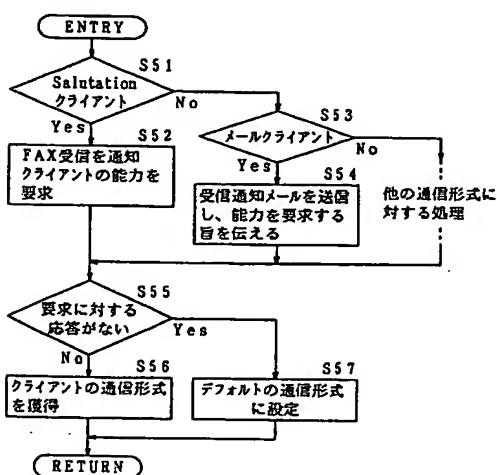 ENTRY
S51
Salutation
クライアント
No
Yes
S52
FAX受信を通知
クライアントの能力を
要求
S53
メールクライアント
No
Yes
S54
受信通知メールを送信
し、能力を要求する
旨を伝える
他の通信形式に
対する処理
S55
要求に対する
応答がない
Yes
No
S56
クライアントの通信形式
を獲得
S57
デフォルトの通信形式
に設定
RETURN